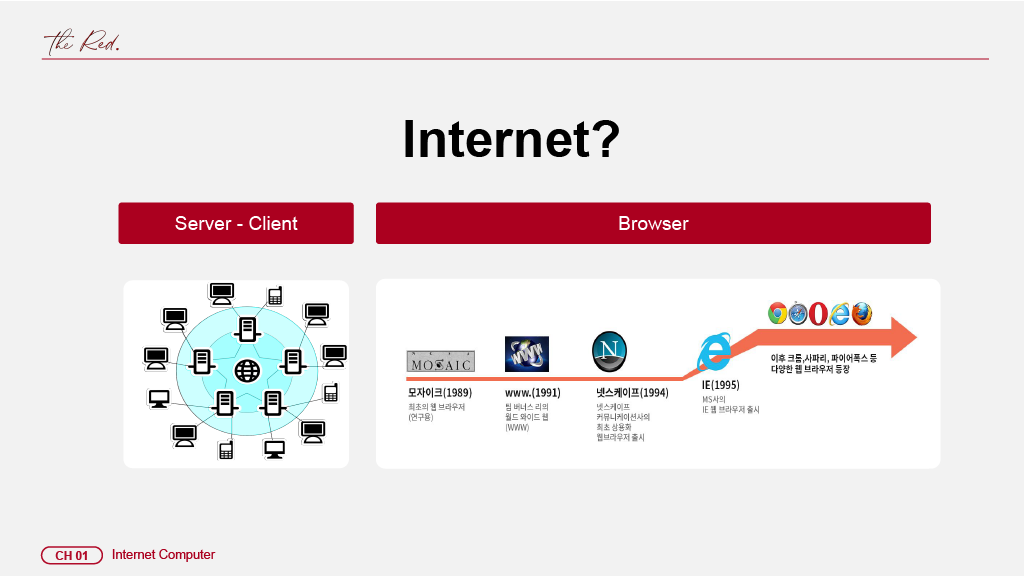 The Red.
Internet?
Server - Client
Browser
NCSA
MOSAIC
WWW
N
모자이크(1989)
최초의 웹 브라우저
(연구용)
www.(1991)
팀 버너스 리의
월드 와이드 웹
(WWW)
넷스케이프(1994)
넷스케이프
커뮤니케이션사의
최초 상용화
웹브라우저 출시
IE(1995)
MS사의
IE 웹 브라우저 출시
이후 크롬,사파리, 파이어폭스 등
다양한 웹 브라우저 등장
CH 01
Internet Computer